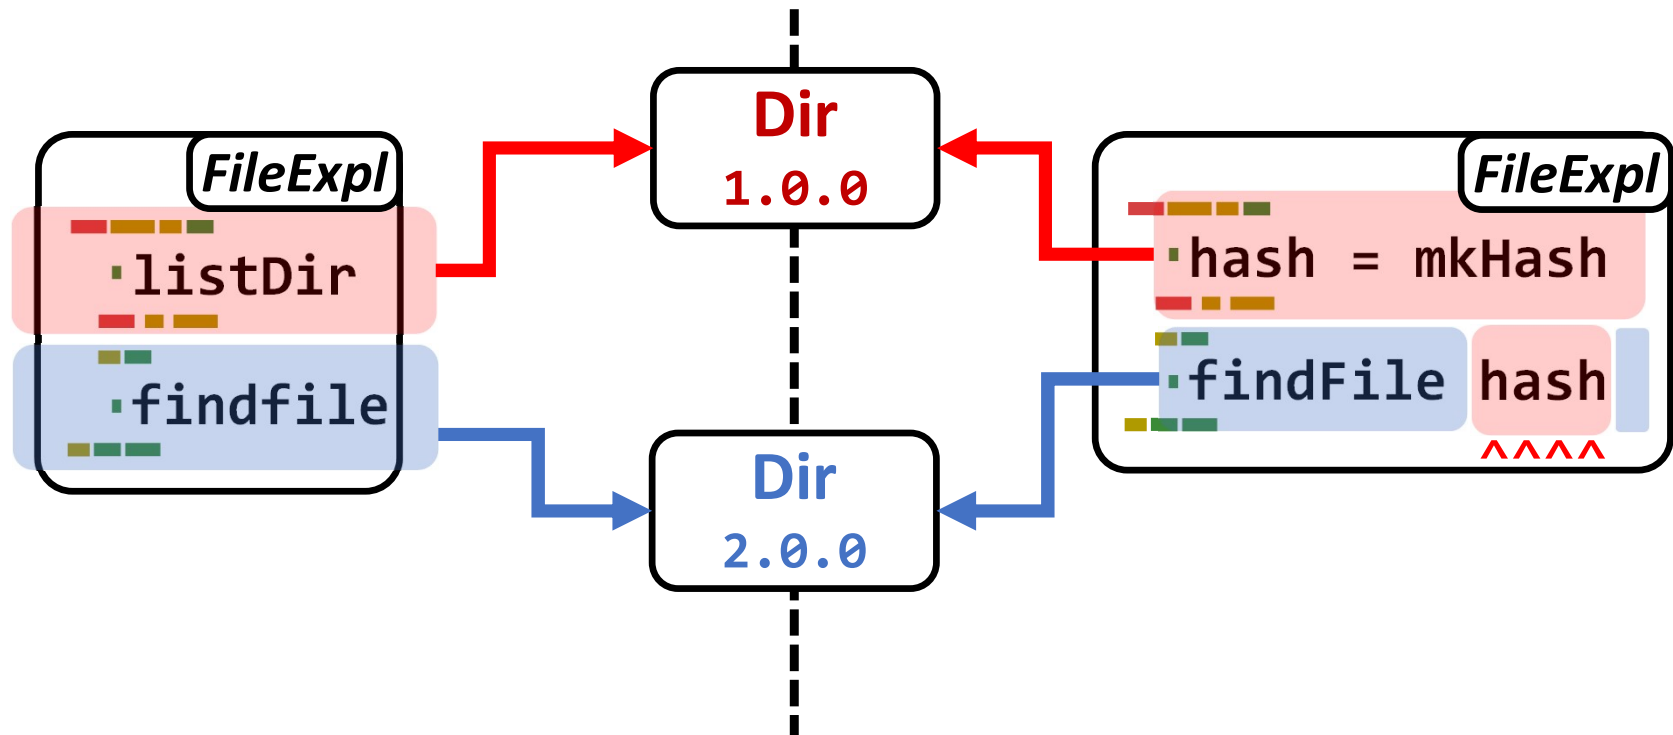 FileExpl
·listDir
·findfile
Dir
1.0.0
Dir
2.0.0
FileExpl
·hash = mkHash
·findFile hash
^^^^